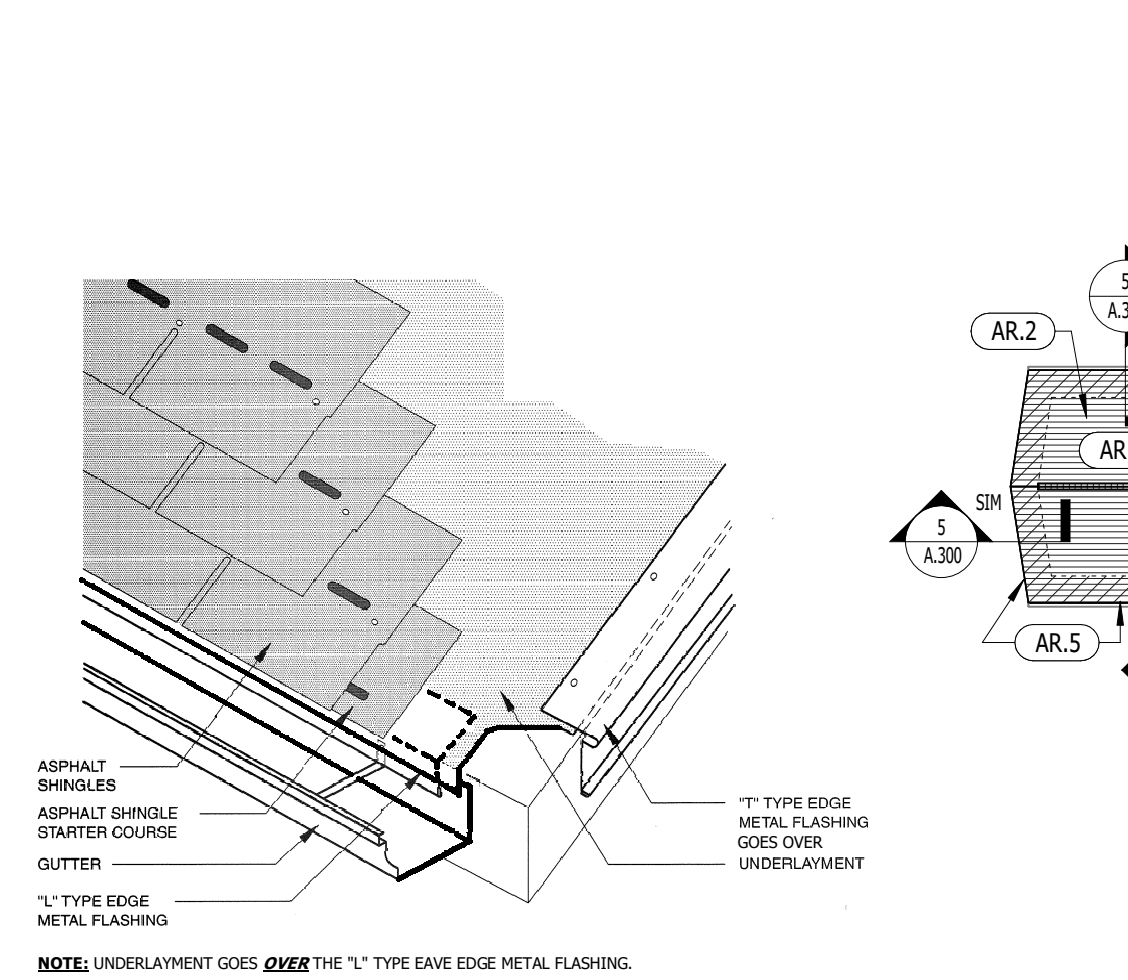 ASPHALT
SHINGLES
ASPHALT SHINGLE
STARTER COURSE
GUTTER
"L" TYPE EDGE
METAL FLASHING
"T" TYPE EDGE
METAL FLASHING
GOES OVER
UNDERLAYMENT
NOTE: UNDERLAYMENT GOES OVER THE "L" TYPE EAVE EDGE METAL FLASHING.
5
A.3
AR.2
AR
SIM
5
A.300
AR.5